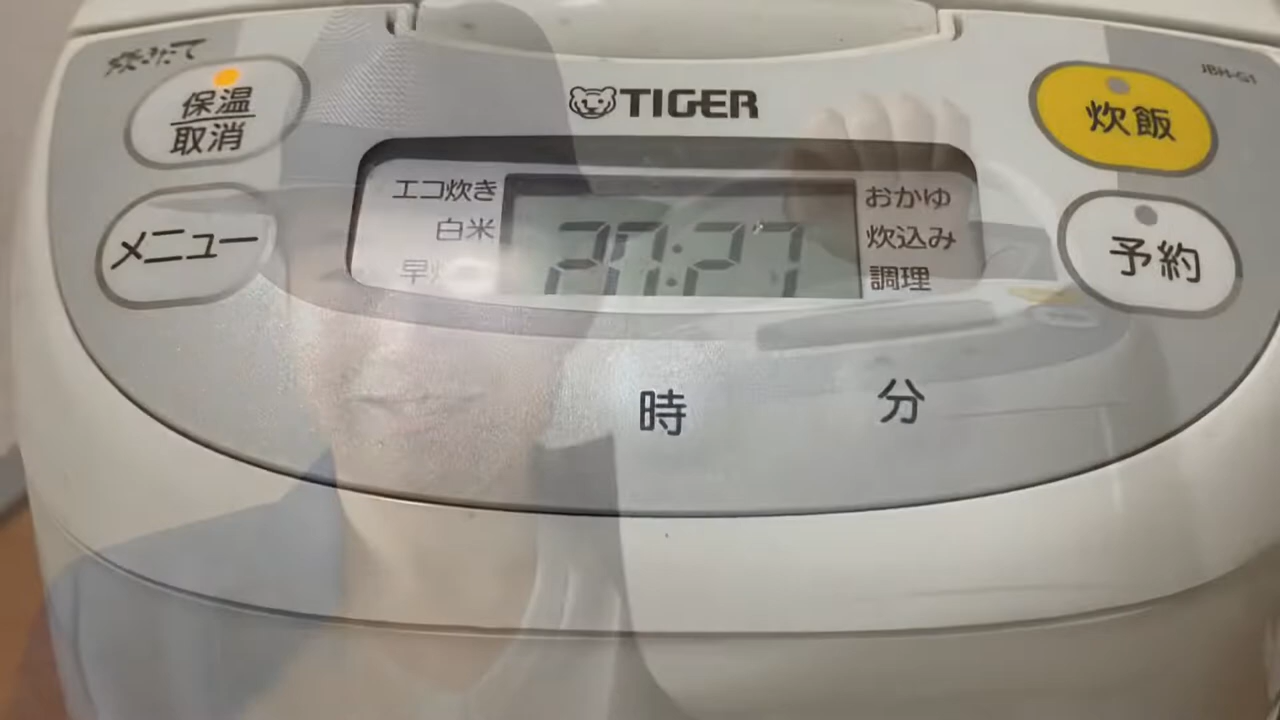 炊きたて
JBH-G1
TIGER
保温
取消
炊飯
エコ炊き
おかゆ
白米
炊込み
メニュー
予約
調理
時
分